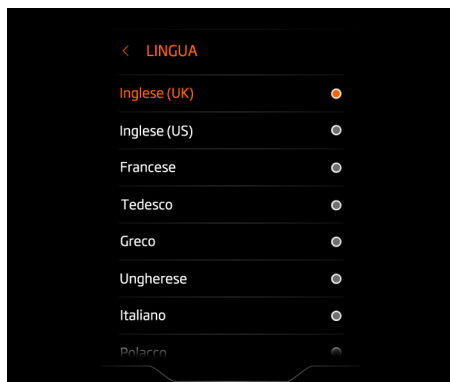 LINGUA
Inglese (UK)
Inglese (US)
Francese
Tedesco
Greco
Ungherese
Italiano
Polacco